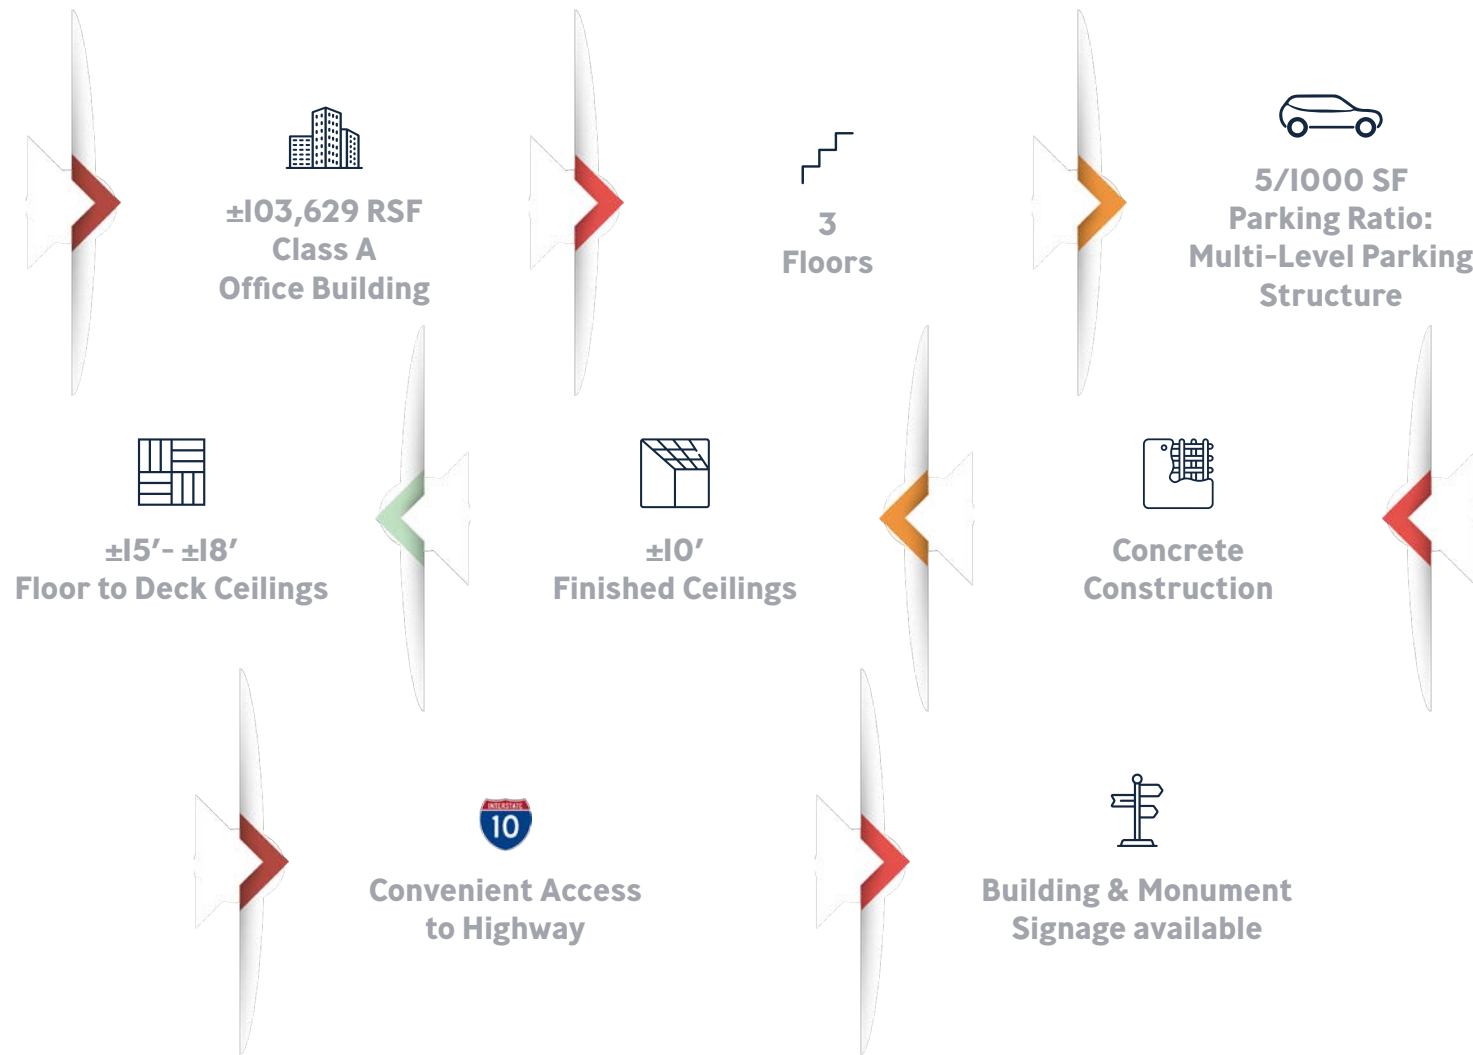 ±103,629 RSF
Class A
Office Building
3
Floors
5/1000 SF
Parking Ratio:
Multi-Level Parking
Structure
±15’- ±18’
Floor to Deck Ceilings
±10’
Finished Ceilings
Concrete
Construction
INTERSTATE
10
Convenient Access
to Highway
Building & Monument
Signage available